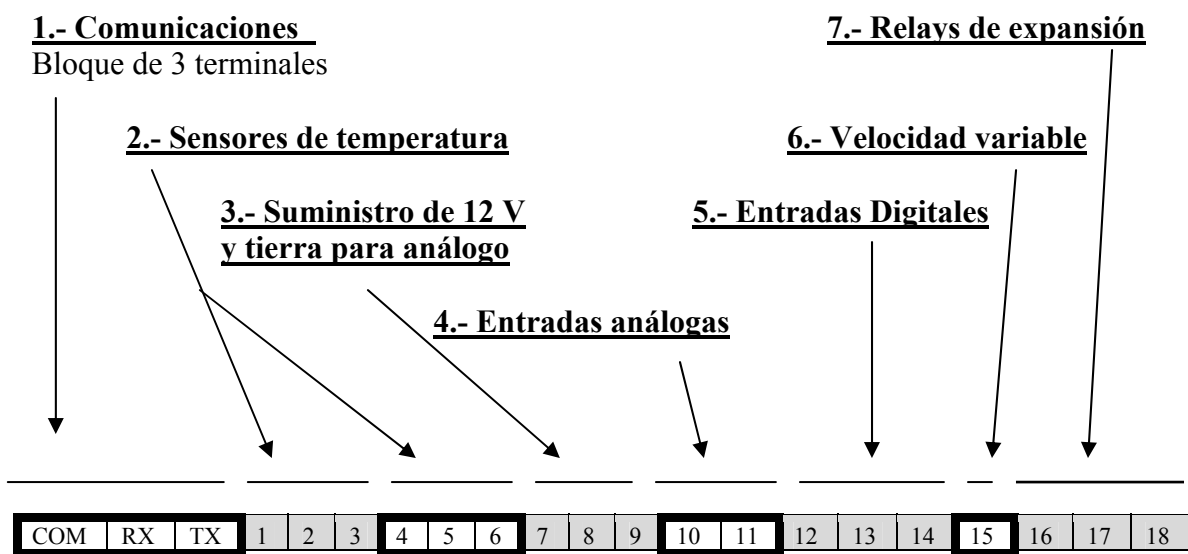 1.- Comunicaciones
Bloque de 3 terminales
7.- Relays de expansión
2.- Sensores de temperatura
6.- Velocidad variable
3.- Suministro de 12 V
y tierra para análogo
5.- Entradas Digitales
4.- Entradas análogas
COM RX TX 1 2 3 4 5 6 7 8 9 10 11 12 13 14 15 16 17 18